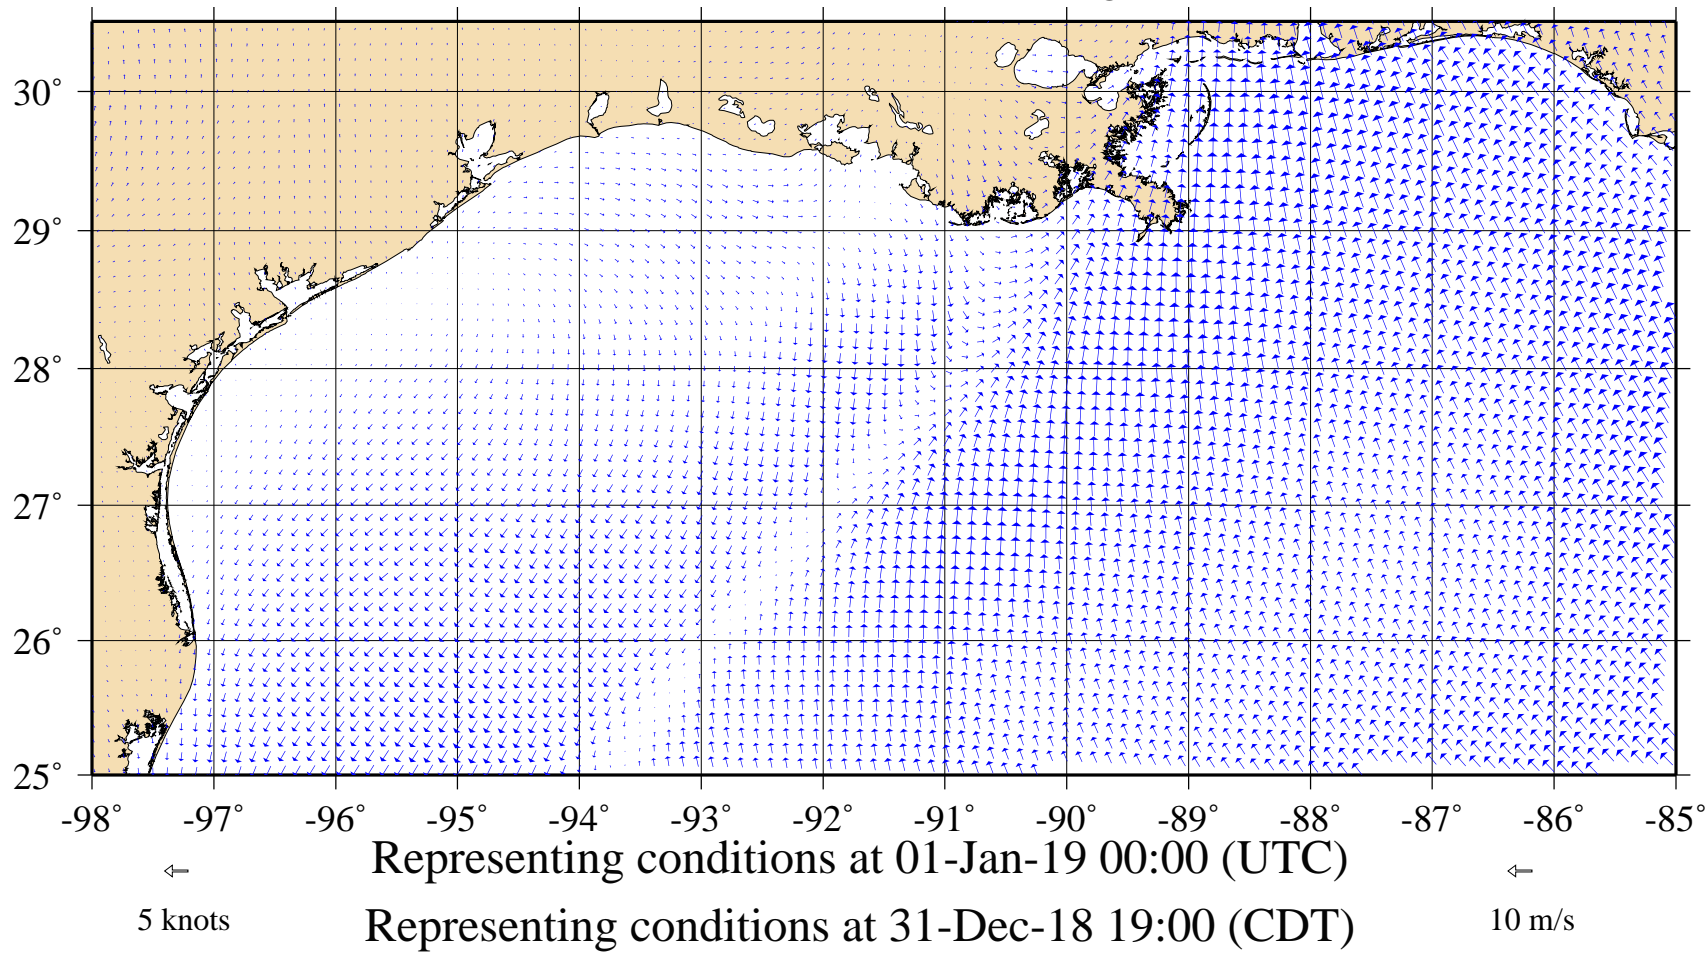 30°
29°
28°
27°
26°
25°
-98° -97° -96° -95° -94° -93° -92° -91° -90° -89° -88° -87° -86° -85°
Representing conditions at 01-Jan-19 00:00 (UTC)
5 knots
10 m/s
Representing conditions at 31-Dec-18 19:00 (CDT)